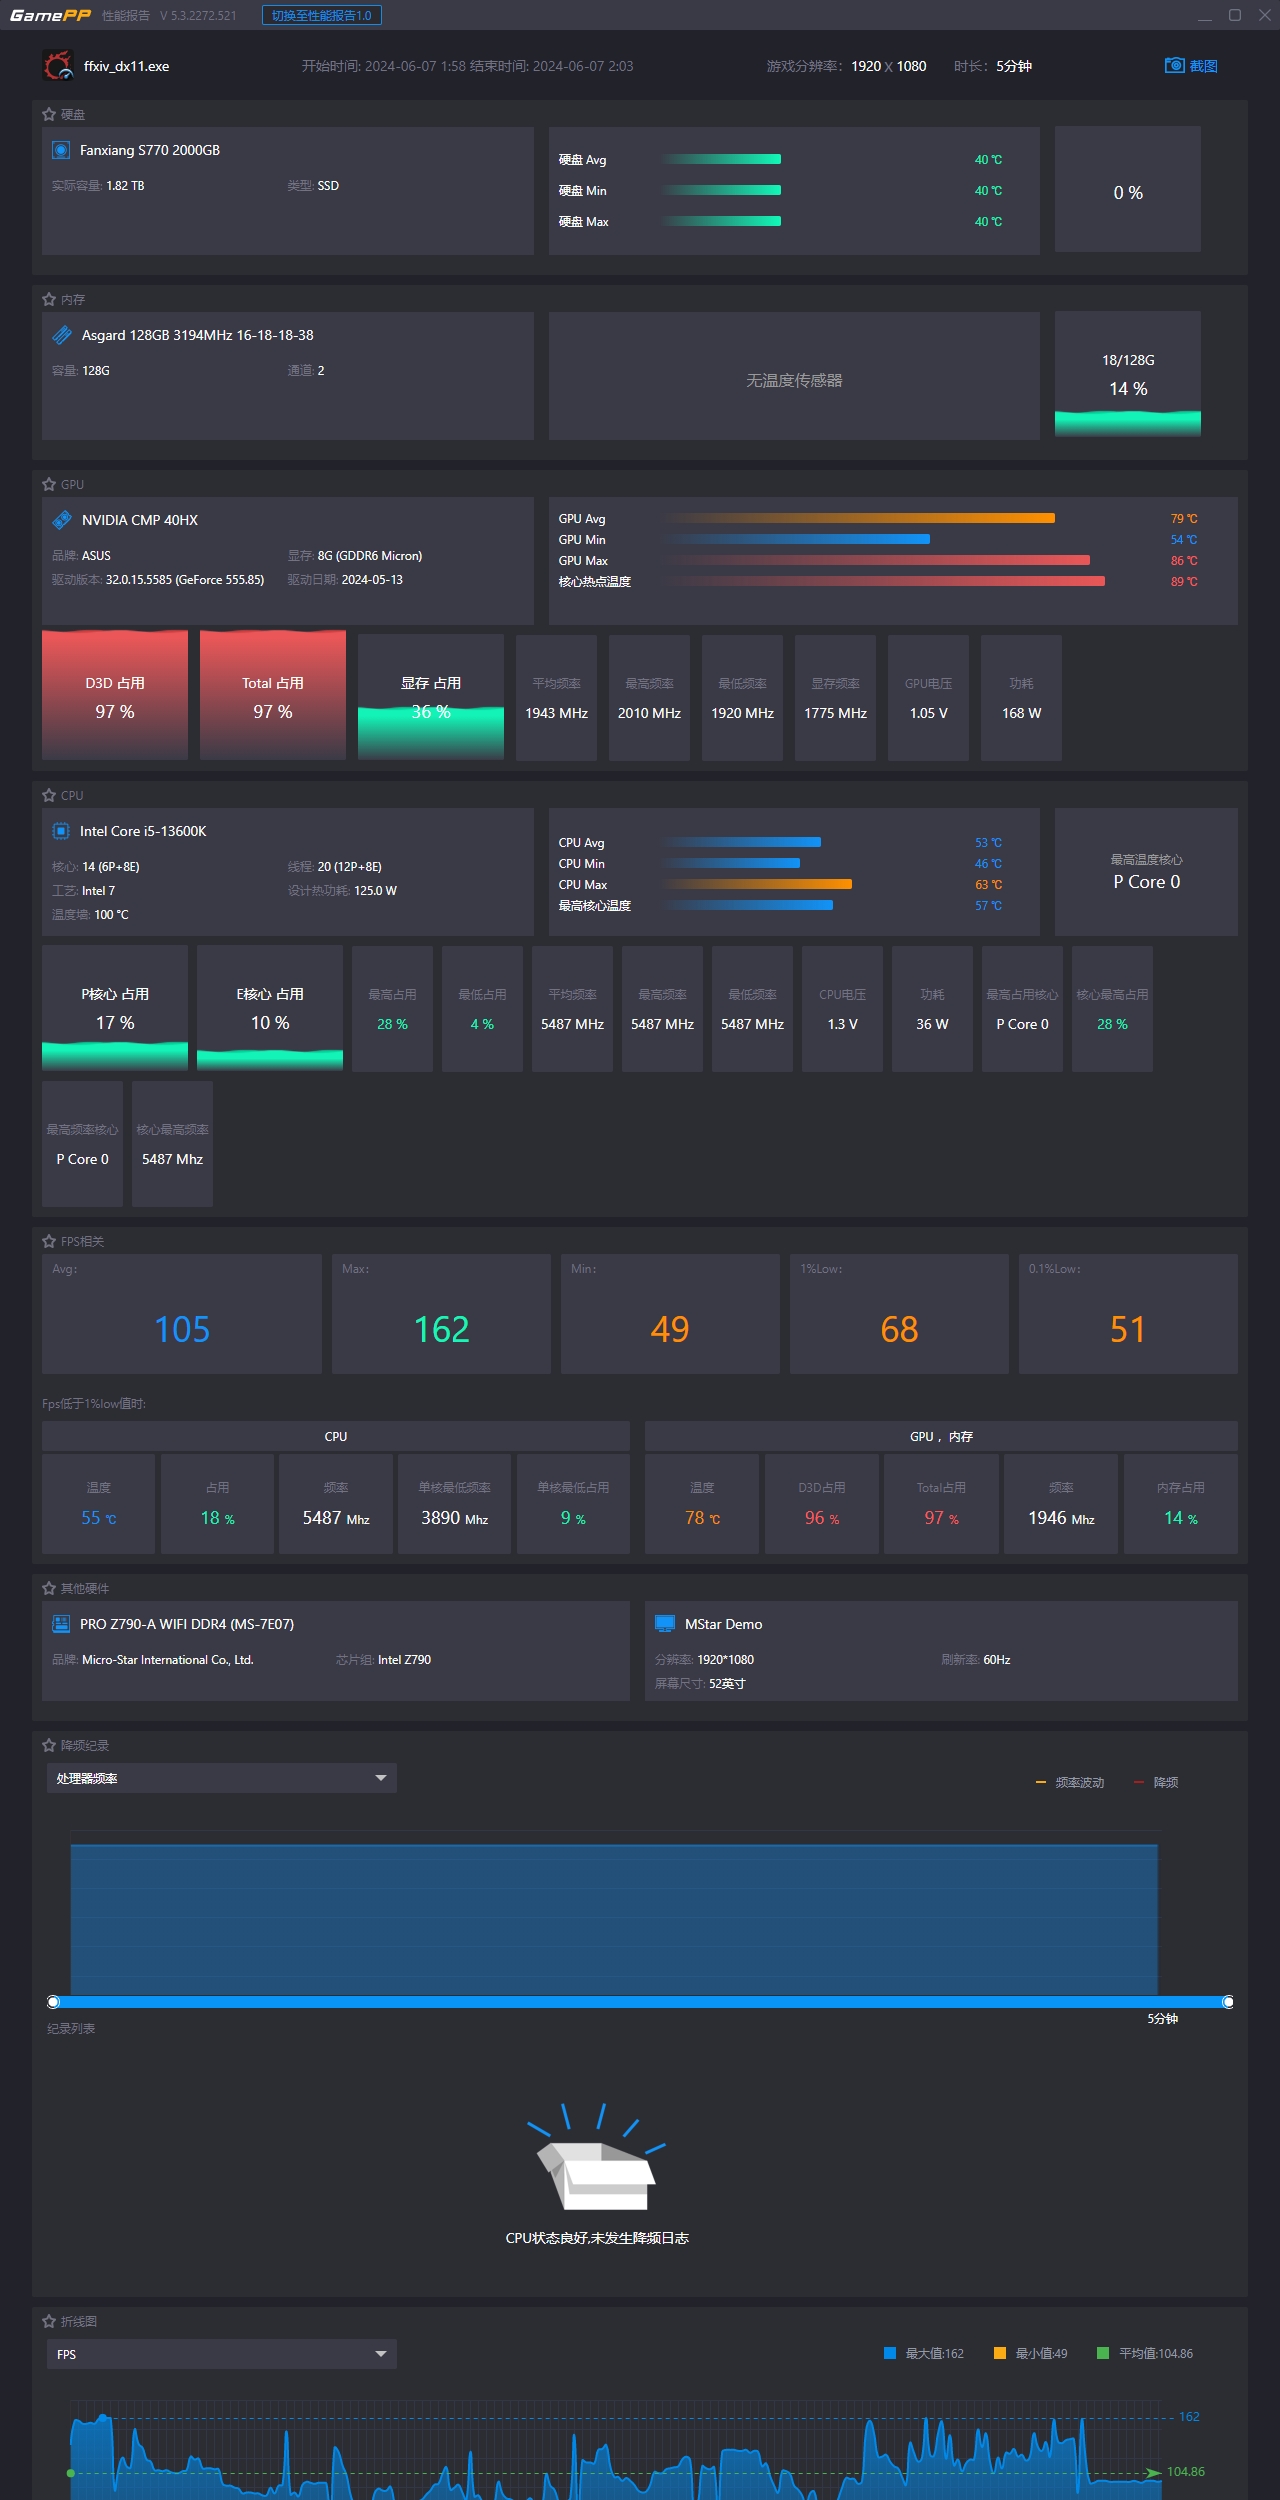 GamePP 性能报告 V 5.3.2272.521 切换至性能报告1.0
ffxiv_dx11.exe 开始时间: 2024-06-07 1:58 结束时间: 2024-06-07 2:03 游戏分辨率: 1920 X 1080 时长: 5分钟 截图
硬盘
Fanxiang S770 2000GB
实际容量: 1.82 TB 类型: SSD
硬盘 Avg 40 ℃
硬盘 Min 40 ℃
硬盘 Max 40 ℃
0 %
内存
Asgard 128GB 3194MHz 16-18-18-38
容量: 128G 通道: 2
无温度传感器
18/128G
14 %
GPU
NVIDIA CMP 40HX
品牌: ASUS 显存: 8G (GDDR6 Micron)
驱动版本: 32.0.15.5585 (GeForce 555.85) 驱动日期: 2024-05-13
GPU Avg 79 ℃
GPU Min 54 ℃
GPU Max 86 ℃
核心热点温度 89 ℃
D3D 占用 Total 占用 显存 占用 平均频率 最高频率 最低频率 显存频率 GPU电压 功耗
97 % 97 % 36 % 1943 MHz 2010 MHz 1920 MHz 1775 MHz 1.05 V 168 W
CPU
Intel Core i5-13600K
核心: 14 (6P+8E) 线程: 20 (12P+8E)
工艺: Intel 7 设计热功耗: 125.0 W
温度墙: 100 °C
CPU Avg 53 ℃
CPU Min 46 ℃
CPU Max 63 ℃
最高核心温度 57 ℃
最高温度核心
P Core 0
P核心 占用 E核心 占用 最高占用 最低占用 平均频率 最高频率 最低频率 CPU电压 功耗 最高占用核心 核心最高占用
17 % 10 % 28 % 4 % 5487 MHz 5487 MHz 5487 MHz 1.3 V 36 W P Core 0 28 %
最高频率核心 核心最高频率
P Core 0 5487 Mhz
FPS相关
Avg: Max: Min: 1%Low: 0.1%Low:
105 162 49 68 51
Fps低于1%low值时:
CPU GPU ，内存
温度 占用 频率 单核最低频率 单核最低占用 温度 D3D占用 Total占用 频率 内存占用
55 ℃ 18 % 5487 Mhz 3890 Mhz 9 % 78 ℃ 96 % 97 % 1946 Mhz 14 %
其他硬件
PRO Z790-A WIFI DDR4 (MS-7E07)
品牌: Micro-Star International Co., Ltd. 芯片组: Intel Z790
MStar Demo
分辨率: 1920*1080 刷新率: 60Hz
屏幕尺寸: 52英寸
降频纪录
处理器频率 频率波动 降频
5分钟
纪录列表
CPU状态良好,未发生降频日志
折线图
FPS 最大值:162 最小值:49 平均值:104.86
162
104.86